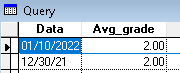 Query
Data Avg_grade
01/10/2022 2.00
12/30/21 2.00